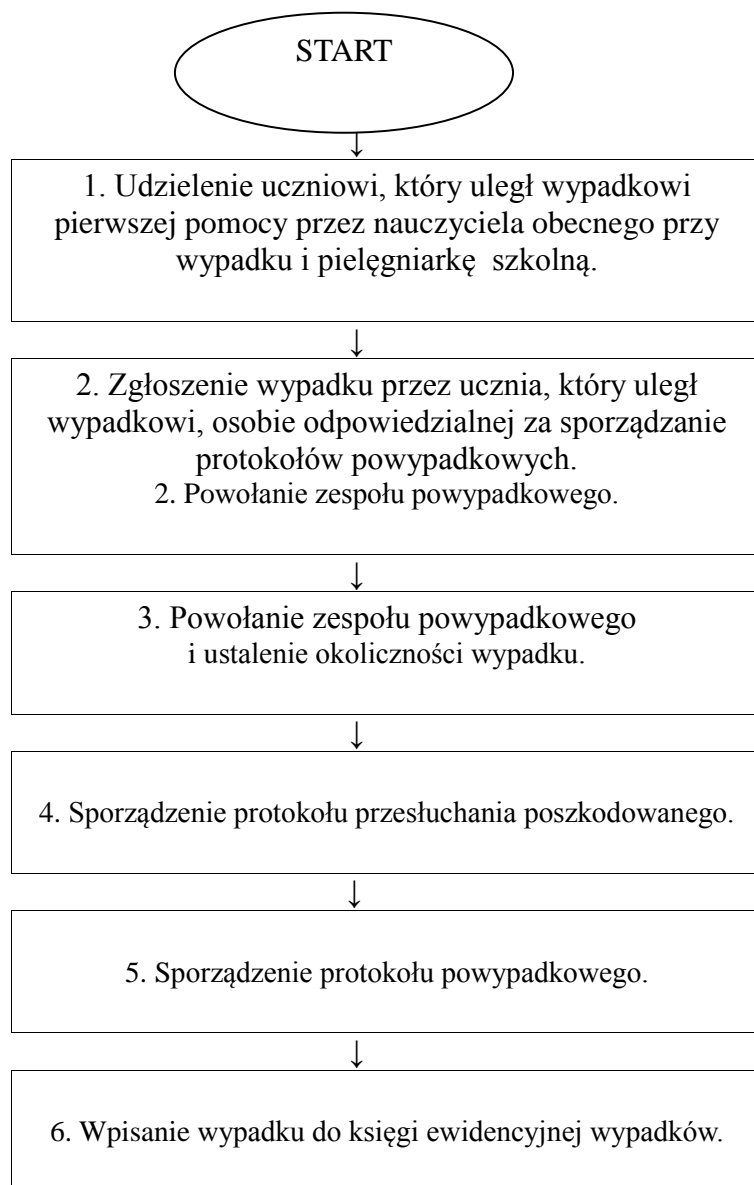 START
↓
1. Udzielenie uczniowi, który uległ wypadkowi
pierwszej pomocy przez nauczyciela obecnego przy
wypadku i pielęgniarkę szkolną.
↓
2. Zgłoszenie wypadku przez ucznia, który uległ
wypadkowi, osobie odpowiedzialnej za sporządzanie
protokołów powypadkowych.
2. Powołanie zespołu powypadkowego.
↓
3. Powołanie zespołu powypadkowego
i ustalenie okoliczności wypadku.
↓
4. Sporządzenie protokołu przesłuchania poszkodowanego.
↓
5. Sporządzenie protokołu powypadkowego.
↓
6. Wpisanie wypadku do księgi ewidencyjnej wypadków.